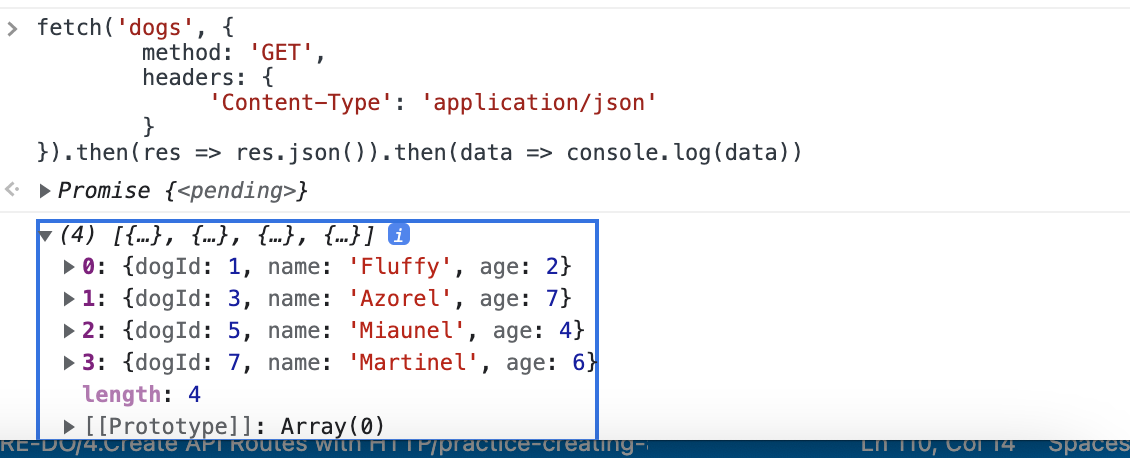 fetch('dogs', {
method: 'GET',
headers: {
'Content-Type': 'application/json'
}
}).then(res => res.json()).then(data => console.log(data))
Promise {<pending>}
(4) [{…}, {…}, {…}, {…}] i
0: {dogId: 1, name: 'Fluffy', age: 2}
1: {dogId: 3, name: 'Azorel', age: 7}
2: {dogId: 5, name: 'Miaunel', age: 4}
3: {dogId: 7, name: 'Martinel', age: 6}
length: 4
[[Prototype]]: Array(0)
RE-DO/4.Create API Routes with HTTP/practice-creating- Ln 110, Col 14 Spaces